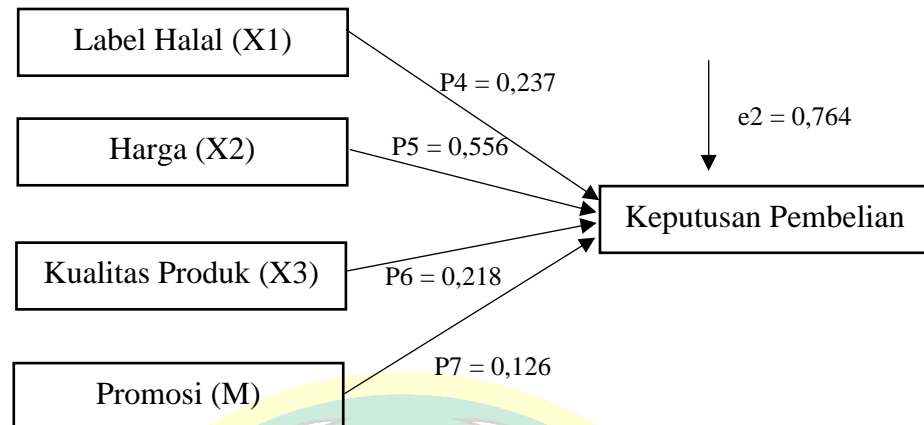 Label Halal (X1)
P4 = 0,237
e2 = 0,764
Harga (X2)
P5 = 0,556
Keputusan Pembelian
Kualitas Produk (X3)
P6 = 0,218
P7 = 0,126
Promosi (M)